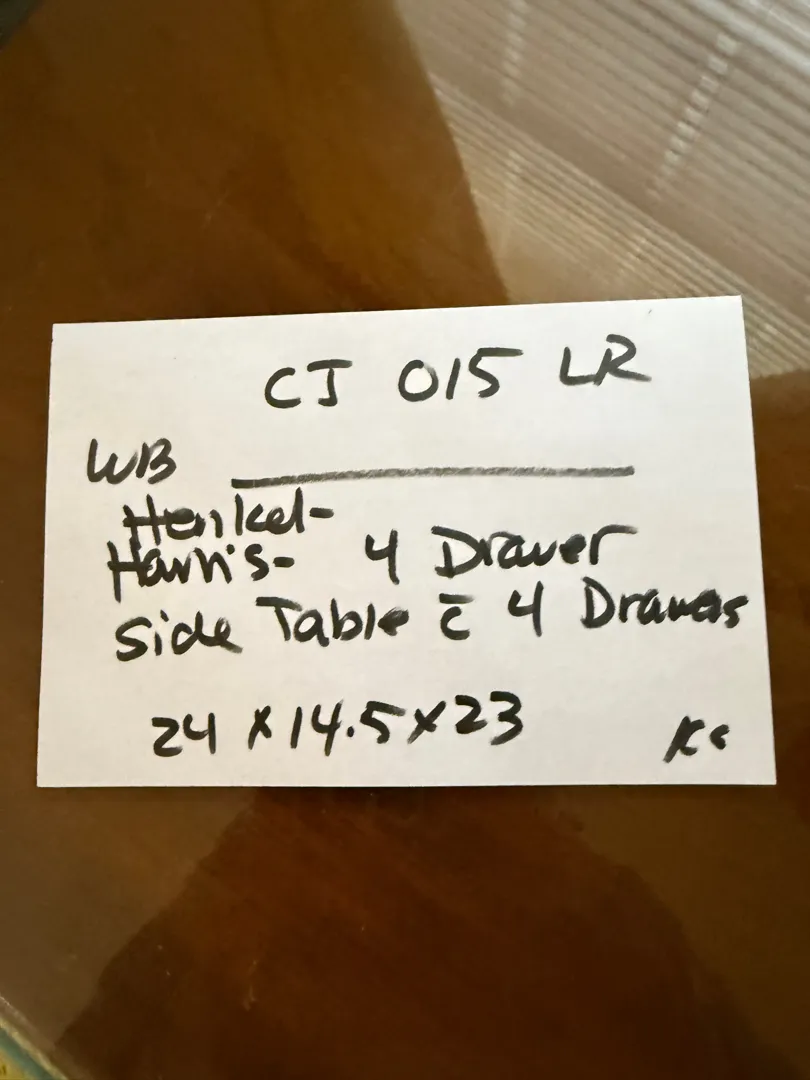 CJ 015 LR
WB
Henkel-
Harris- 4 Drawer
Side Table c̄ 4 Drawers
24 x 14.5 x 23